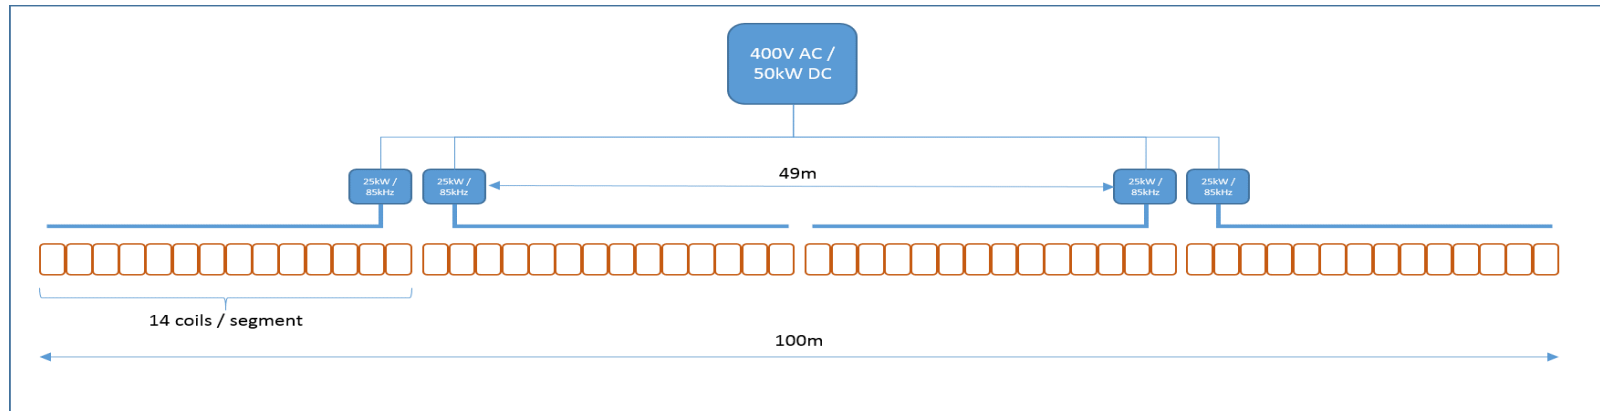 400V AC /
50kW DC
49m
25kW /
85kHz
25kW /
85kHz
25kW /
85kHz
25kW /
85kHz
14 coils / segment
100m